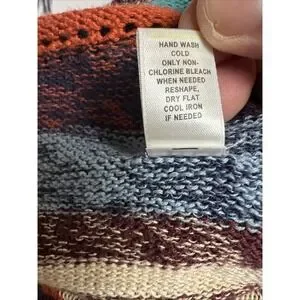 HAND WASH
COLD
ONLY NON-
CHLORINE BLEACH
WHEN NEEDED
RESHAPE,
DRY FLAT
COOL IRON
IF NEEDED